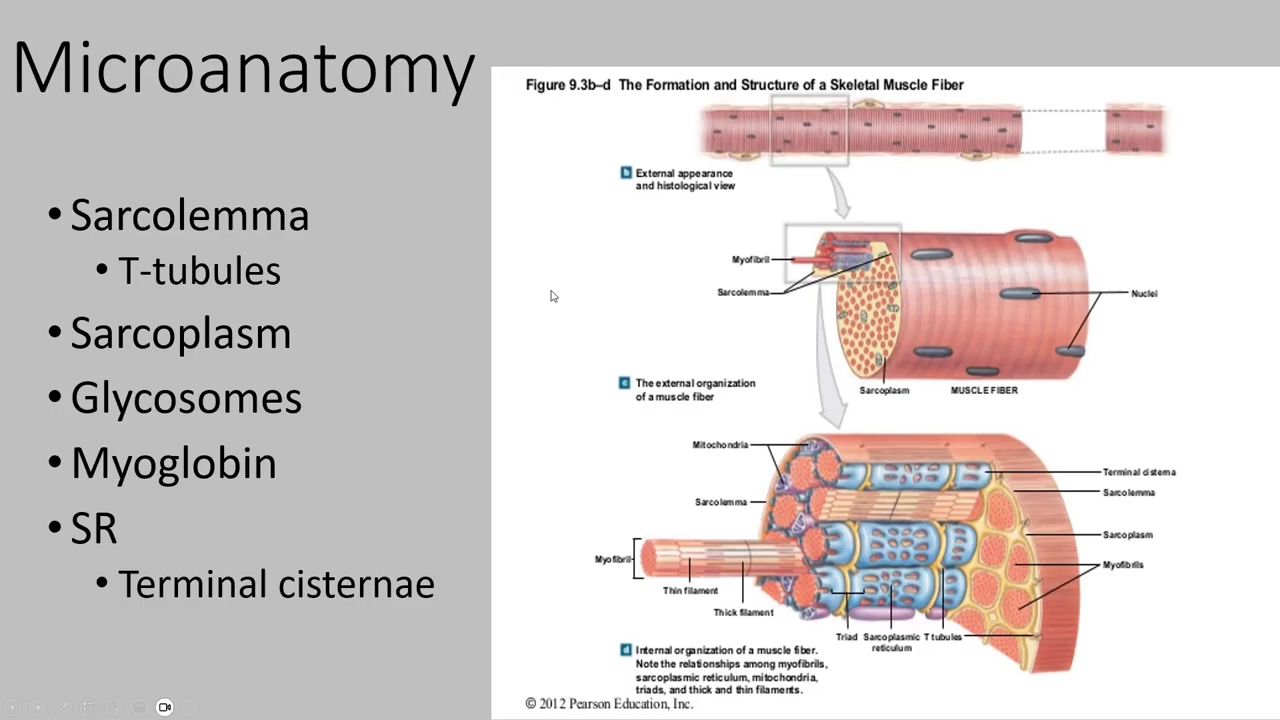 Microanatomy
• Sarcolemma
• T-tubules
• Sarcoplasm
• Glycosomes
• Myoglobin
• SR
• Terminal cisternae
Figure 9.3b–d The Formation and Structure of a Skeletal Muscle Fiber
b External appearance
and histological view
Myofibril
Sarcolemma
Nuclei
Sarcoplasm
MUSCLE FIBER
c The external organization
of a muscle fiber
Mitochondria
Terminal cisterna
Sarcolemma
Sarcolemma
Sarcoplasm
Myofibril
Myofibrils
Thin filament
Thick filament
Triad
Sarcoplasmic
reticulum
T tubules
d Internal organization of a muscle fiber.
Note the relationships among myofibrils,
sarcoplasmic reticulum, mitochondria,
triads, and thick and thin filaments.
© 2012 Pearson Education, Inc.